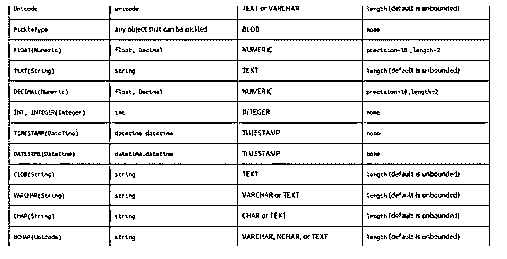 Unicode unicode TEXT or VARCHAR length (default is unbounded)
PickleType any object that can be pickled BLOB none
FLOAT(Numeric) float, Decimal NUMERIC precision=10, length=2
TEXT(String) string TEXT length (default is unbounded)
DECIMAL(Numeric) float, Decimal NUMERIC precision=10, length=2
INT, INTEGER(Integer) int INTEGER none
TIMESTAMP(DateTime) datetime.datetime TIMESTAMP none
DATETIME(DateTime) datetime.datetime TIMESTAMP none
CLOB(String) string TEXT length (default is unbounded)
VARCHAR(String) string VARCHAR or TEXT length (default is unbounded)
CHAR(String) string CHAR or TEXT length (default is unbounded)
NCHAR(Unicode) string VARCHAR, NCHAR, or TEXT length (default is unbounded)